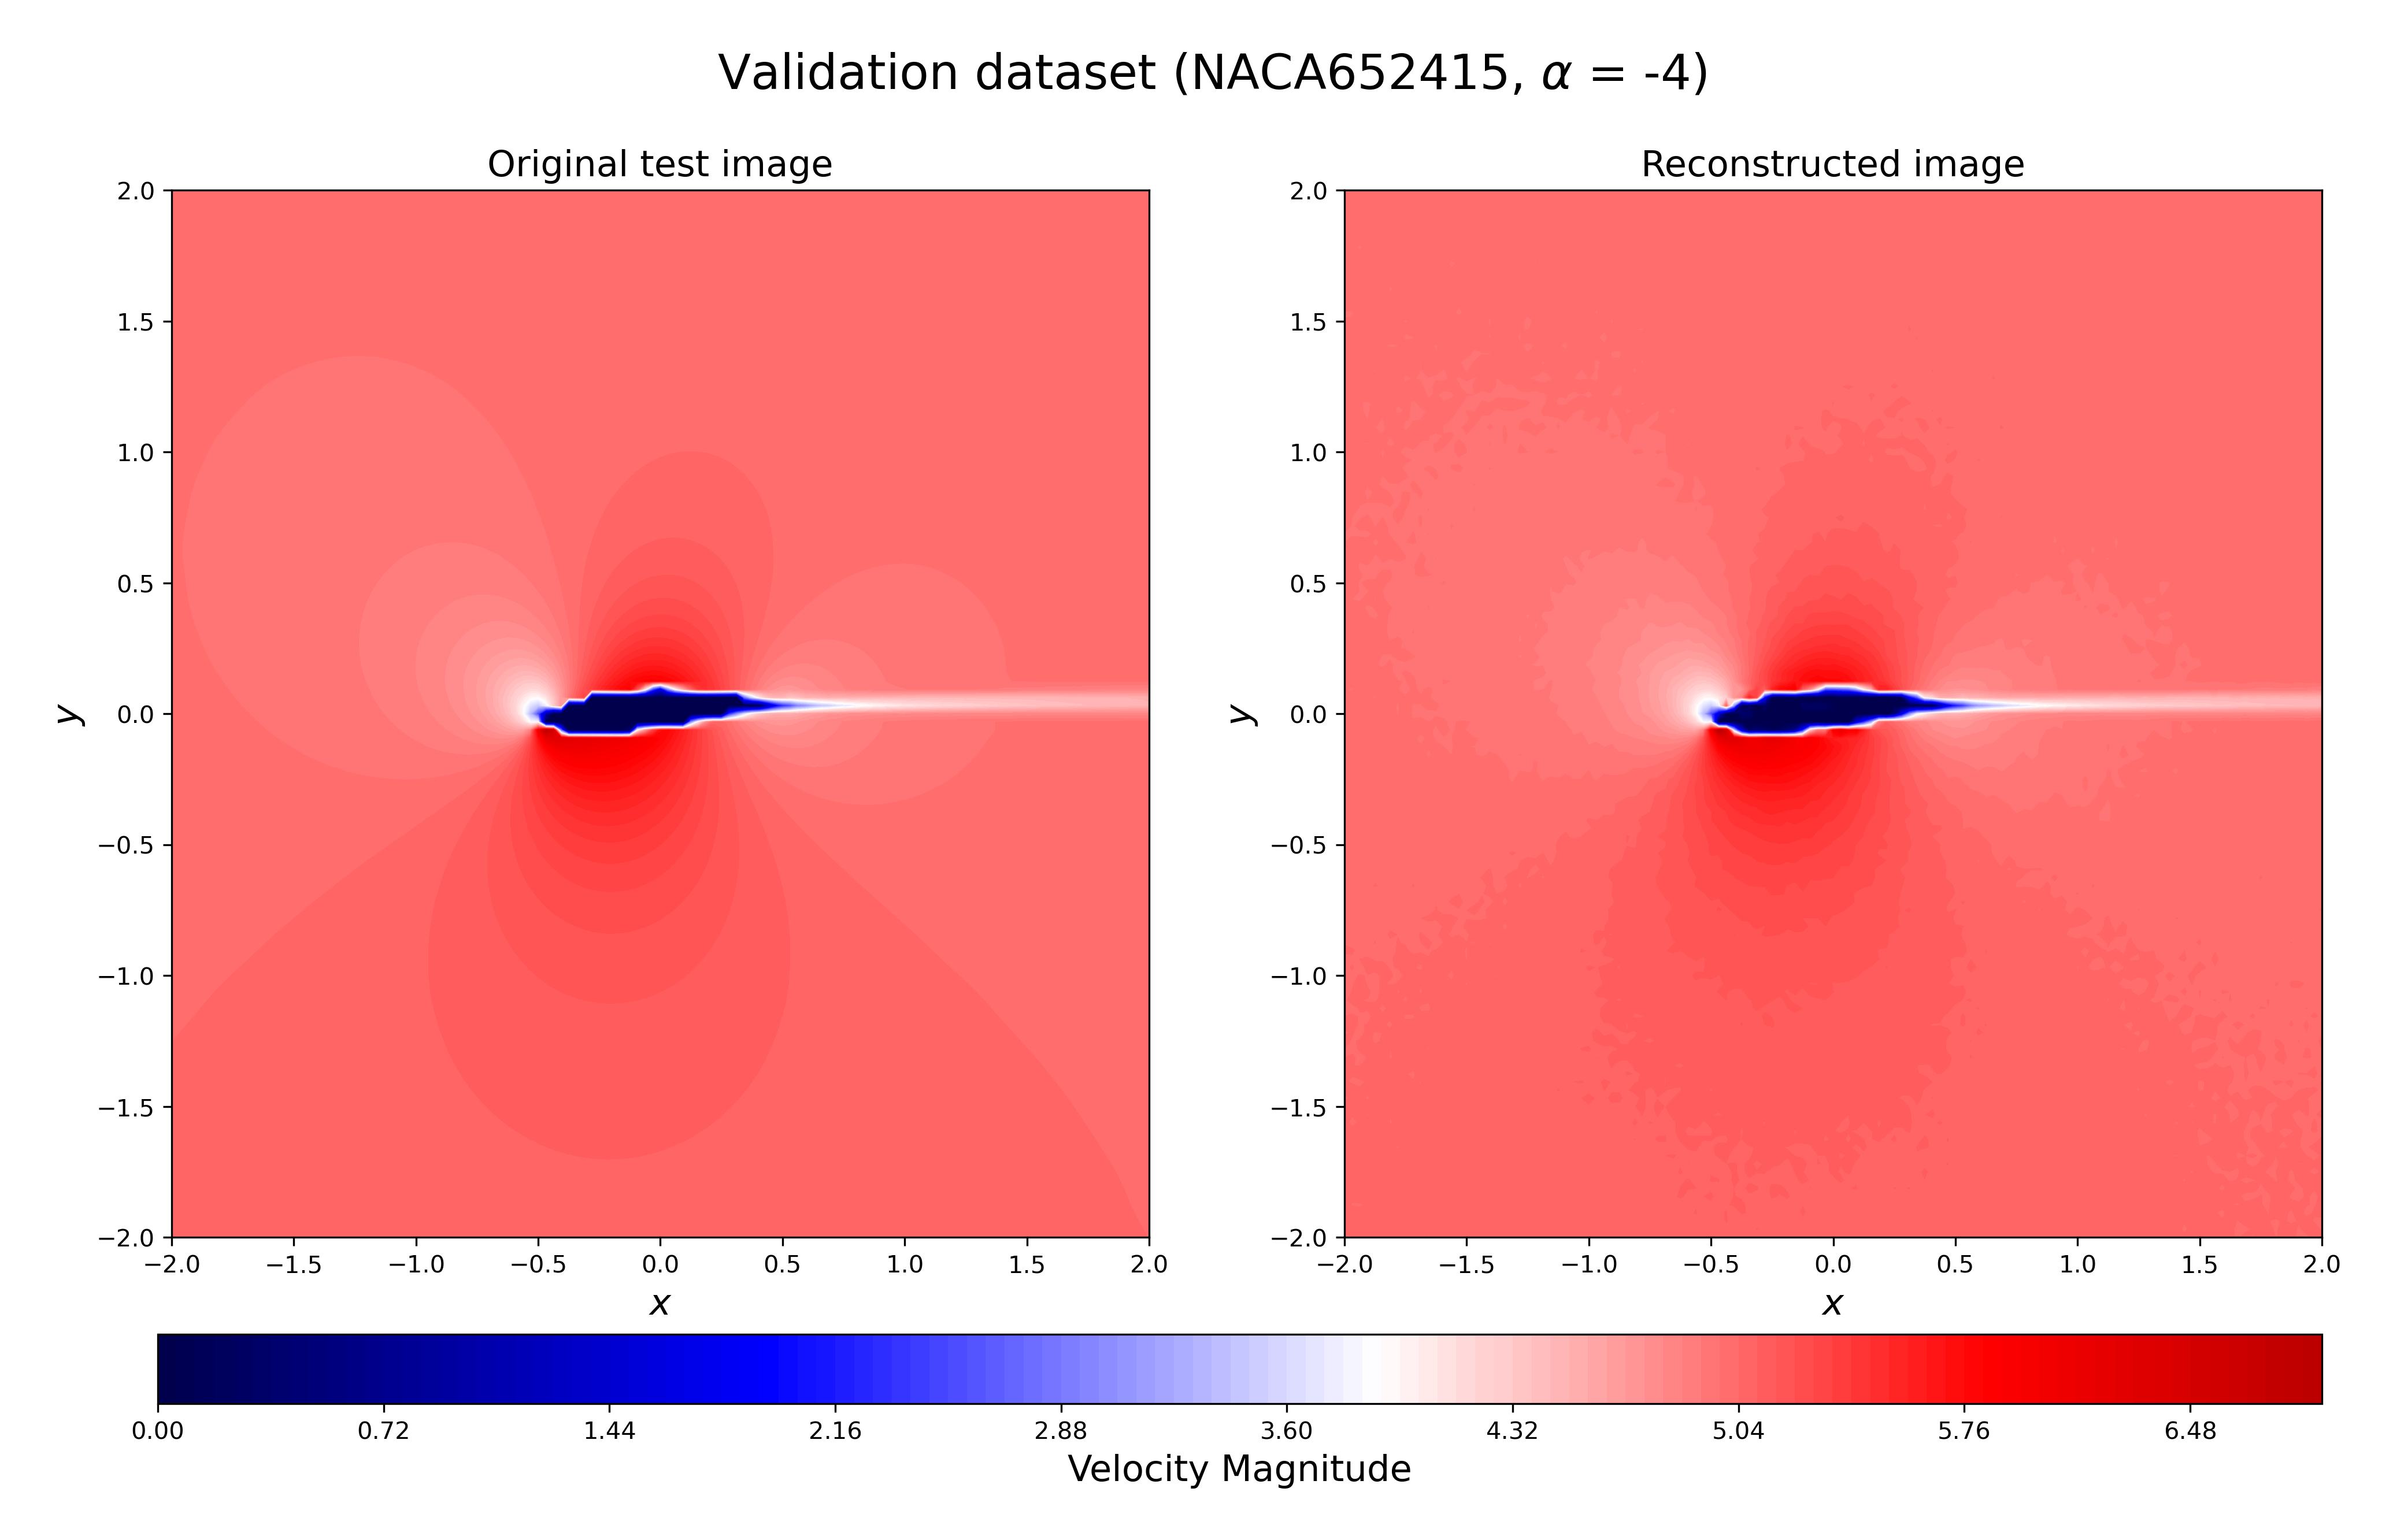 Validation dataset (NACA652415, α = -4)
Original test image
Reconstructed image
2.0
1.5
1.0
0.5
0.0
−0.5
−1.0
−1.5
−2.0
y
−2.0 −1.5 −1.0 −0.5 0.0 0.5 1.0 1.5 2.0
x
2.0
1.5
1.0
0.5
0.0
−0.5
−1.0
−1.5
−2.0
y
−2.0 −1.5 −1.0 −0.5 0.0 0.5 1.0 1.5 2.0
x
0.00 0.72 1.44 2.16 2.88 3.60 4.32 5.04 5.76 6.48
Velocity Magnitude